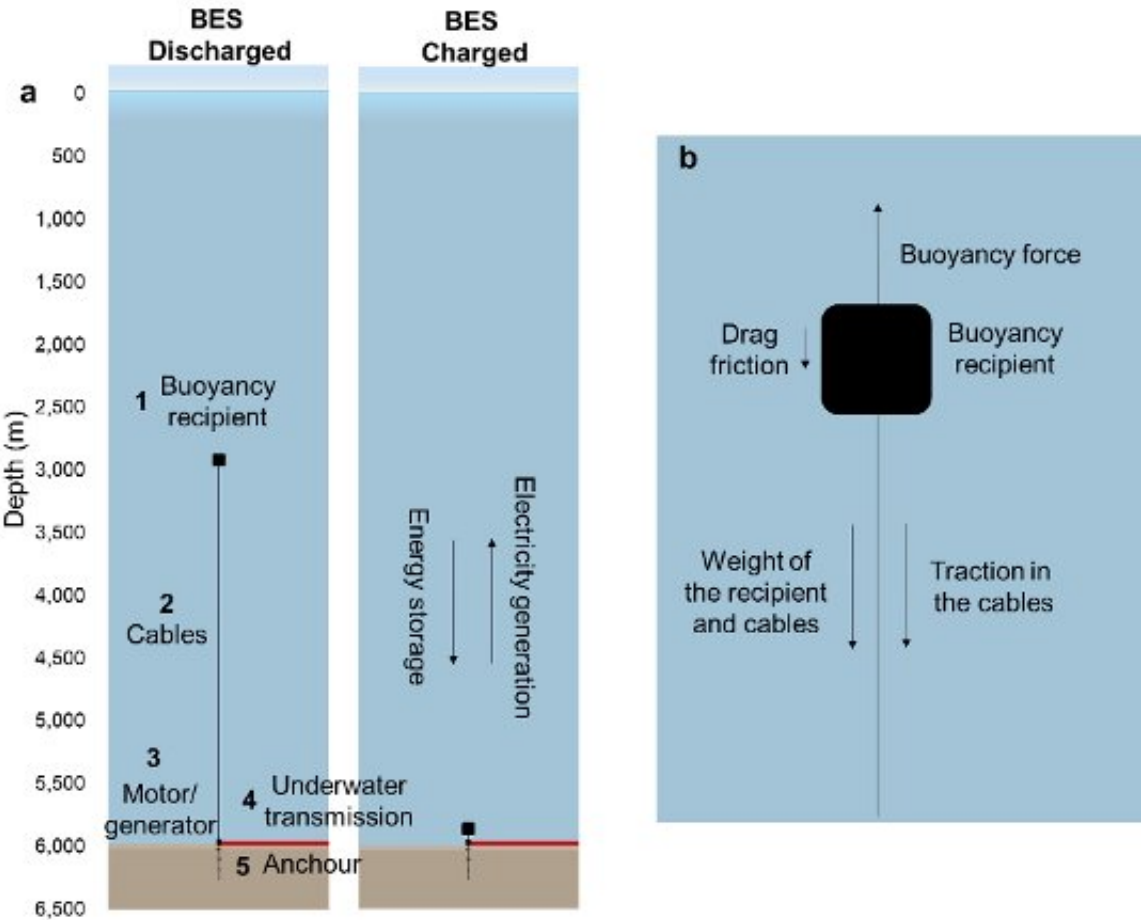 BES
Discharged
BES
Charged
a
0
500
1,000
1,500
2,000
2,500
3,000
3,500
4,000
4,500
5,000
5,500
6,000
6,500
Depth (m)
1 Buoyancy
recipient
2
Cables
3
Motor/
generator
4 Underwater
transmission
5 Anchour
Energy storage
Electricity generation
b
Buoyancy force
Drag
friction
Buoyancy
recipient
Weight of
the recipient
and cables
Traction in
the cables